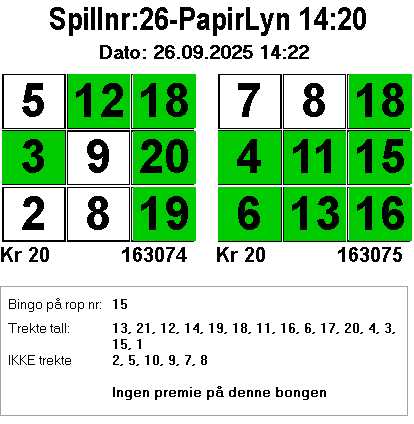 Spillnr:26-PapirLyn 14:20
Dato: 26.09.2025 14:22
5 12 18 7 8 18
3 9 20 4 11 15
2 8 19 6 13 16
Kr 20 163074 Kr 20 163075
Bingo på rop nr: 15
Trekte tall: 13, 21, 12, 14, 19, 18, 11, 16, 6, 17, 20, 4, 3,
15, 1
IKKE trekte 2, 5, 10, 9, 7, 8
Ingen premie på denne bongen